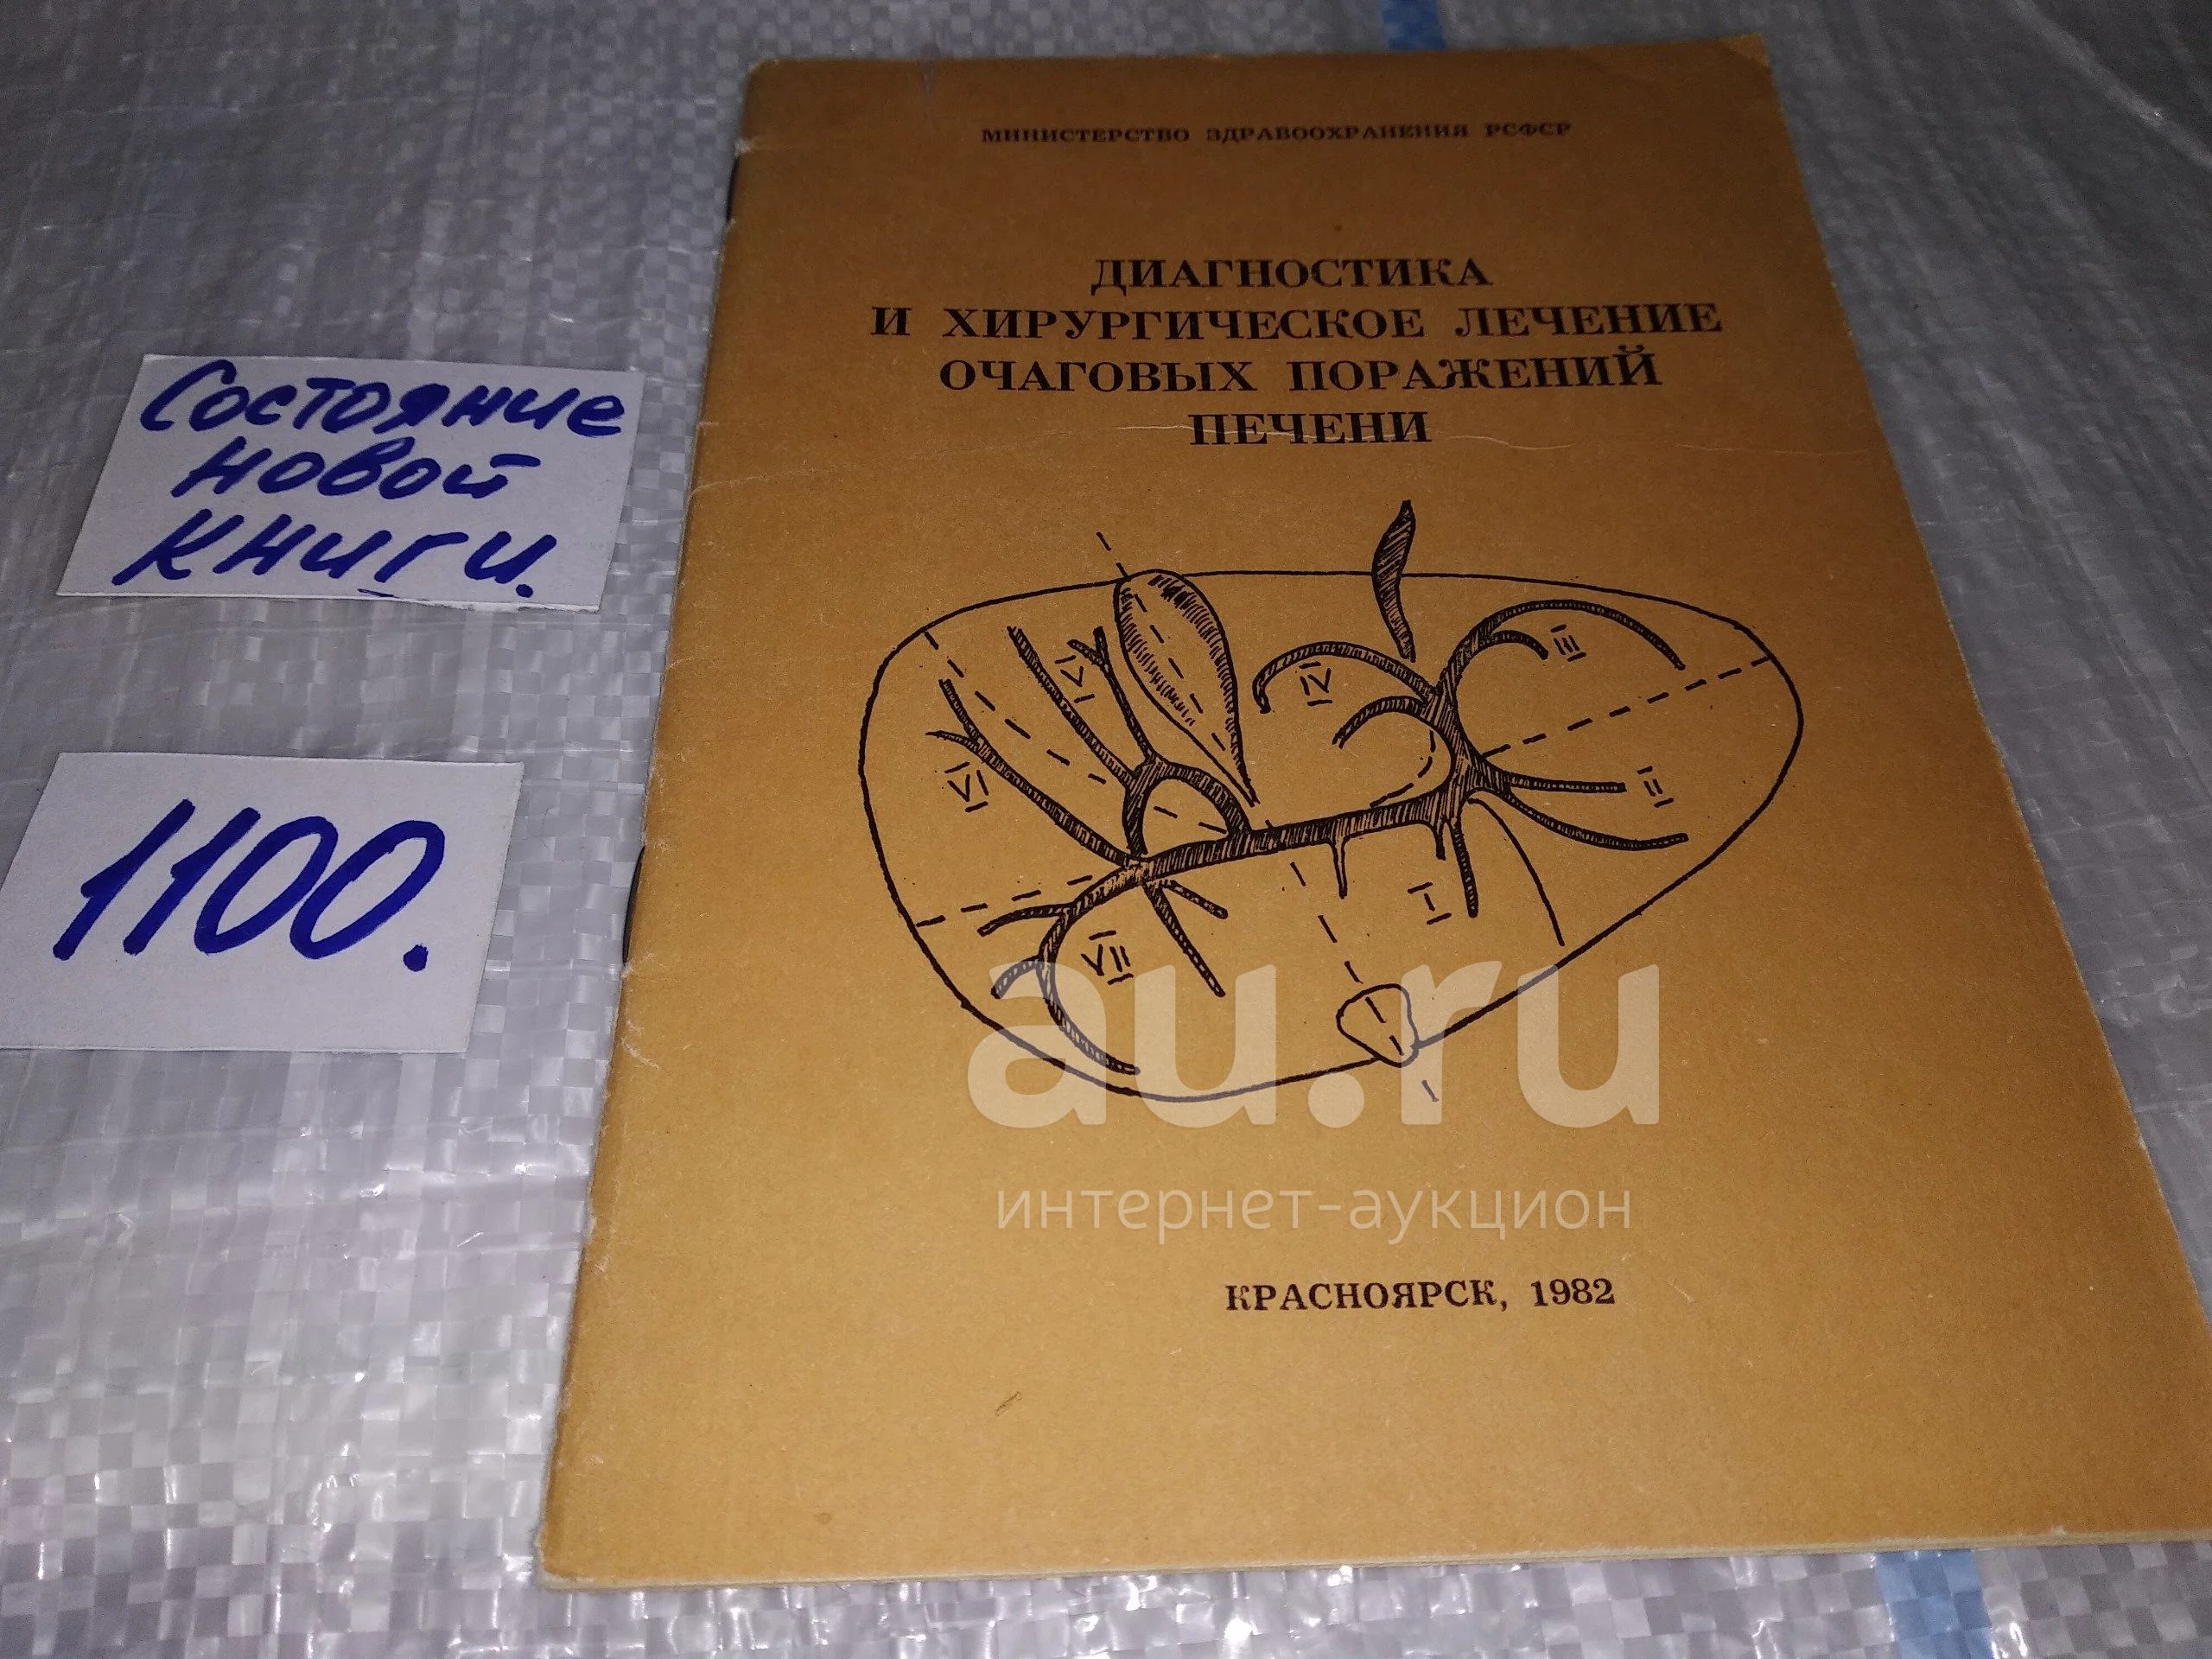 МИНИСТЕРСТВО ЗДРАВООХРАНЕНИЯ РСФСР
ДИАГНОСТИКА
И ХИРУРГИЧЕСКОЕ ЛЕЧЕНИЕ
ОЧАГОВЫХ ПОРАЖЕНИЙ
ПЕЧЕНИ
Состояние
новой
книги.
1100.
V
IV
III
VI
II
I
VII
au.ru
интернет-аукцион
КРАСНОЯРСК, 1982